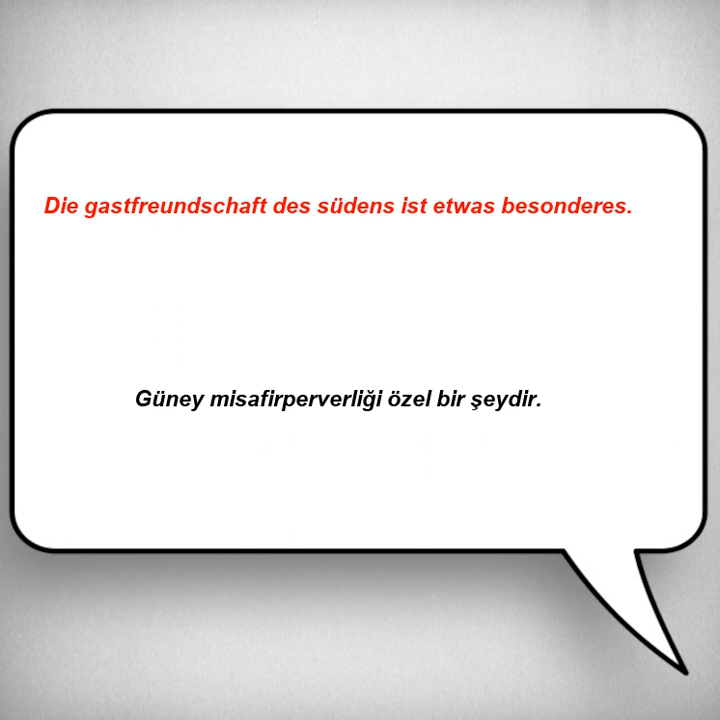 Die gastfreundschaft des südens ist etwas besonderes.
Güney misafirperverliği özel bir şeydir.